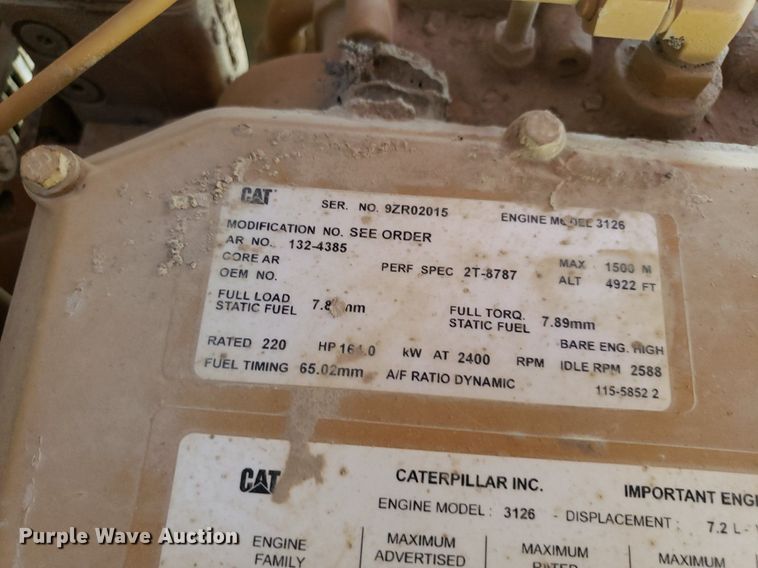 CAT SER. NO. 9ZR02015 ENGINE MODEL 3126
MODIFICATION NO. SEE ORDER
AR NO. 132-4385 PERF SPEC 2T-8787 MAX 1500 M
CORE AR ALT 4922 FT
OEM NO.
FULL LOAD FULL TORQ.
STATIC FUEL STATIC FUEL 7.89mm
RATED 220 HP kW AT 2400 RPM BARE ENG. HIGH
IDLE RPM 2588
FUEL TIMING 65.02mm A/F RATIO DYNAMIC 115-5852 2
CAT CATERPILLAR INC. IMPORTANT
ENGINE MODEL : 3126 - DISPLACEMENT : 7.2 L -
ENGINE MAXIMUM MAXIMUM MAXIMUM
FAMILY ADVERTISED RATED
Purple Wave Auction